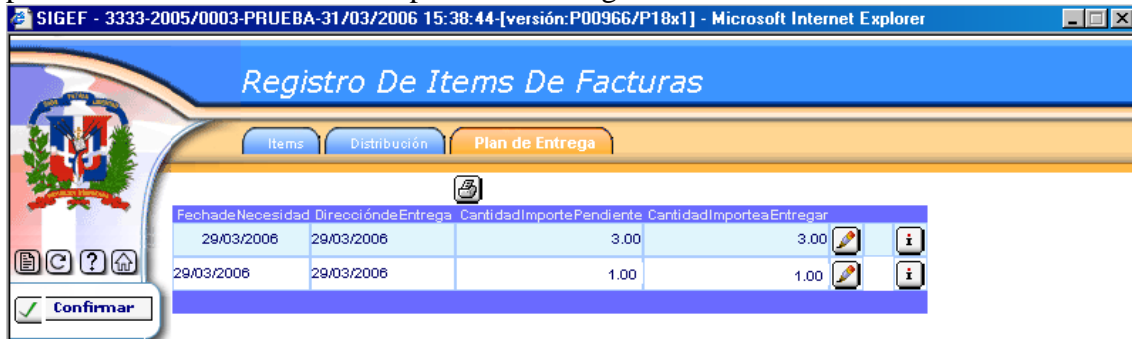 SIGEF - 3333-2005/0003-PRUEBA-31/03/2006 15:38:44-[versión:P00966/P18x1] - Microsoft Internet Explorer
Registro De Items De Facturas
Items Distribución Plan de Entrega
FechadeNecesidad DireccióndeEntrega CantidadImportePendiente CantidadImporteaEntregar
29/03/2006 29/03/2006 3.00 3.00
29/03/2006 29/03/2006 1.00 1.00
Confirmar